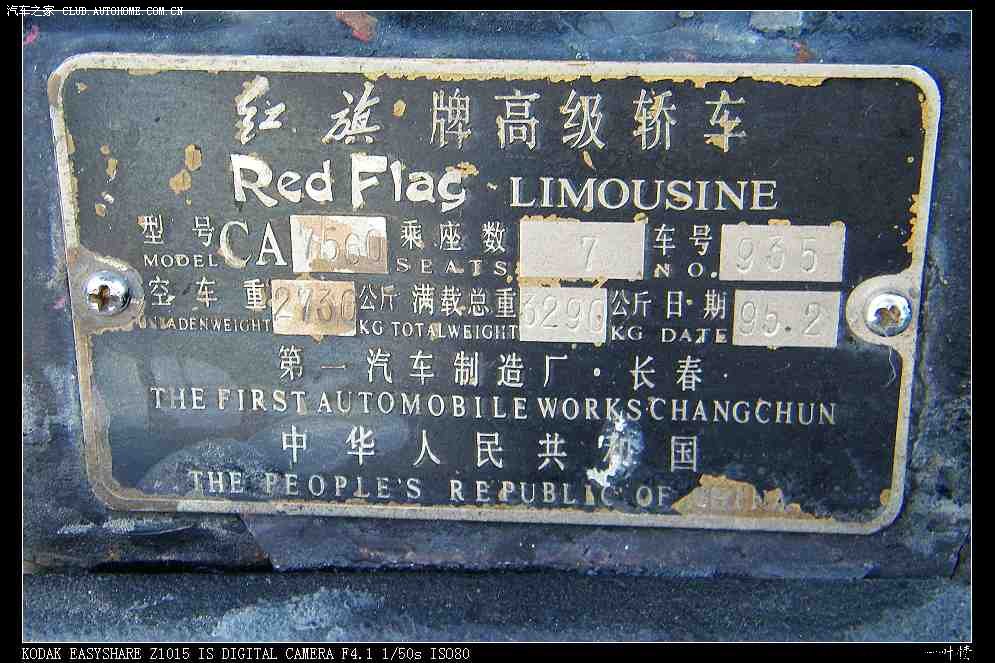 汽车之家 CLUB.AUTOHOME.COM.CN
红旗牌高级轿车
Red Flag LIMOUSINE
型号 CA 7560 乘座数 7 车号 965
MODEL SEATS NO.
空车重 2730 公斤 满载总重 3290 公斤 日期 95.2
UNLADENWEIGHT KG TOTALWEIGHT KG DATE
第一汽车制造厂·长春
THE FIRST AUTOMOBILE WORKS·CHANGCHUN
中华人民共和国
THE PEOPLE'S REPUBLIC OF CHINA
KODAK EASYSHARE Z1015 IS DIGITAL CAMERA F4.1 1/50s ISO80